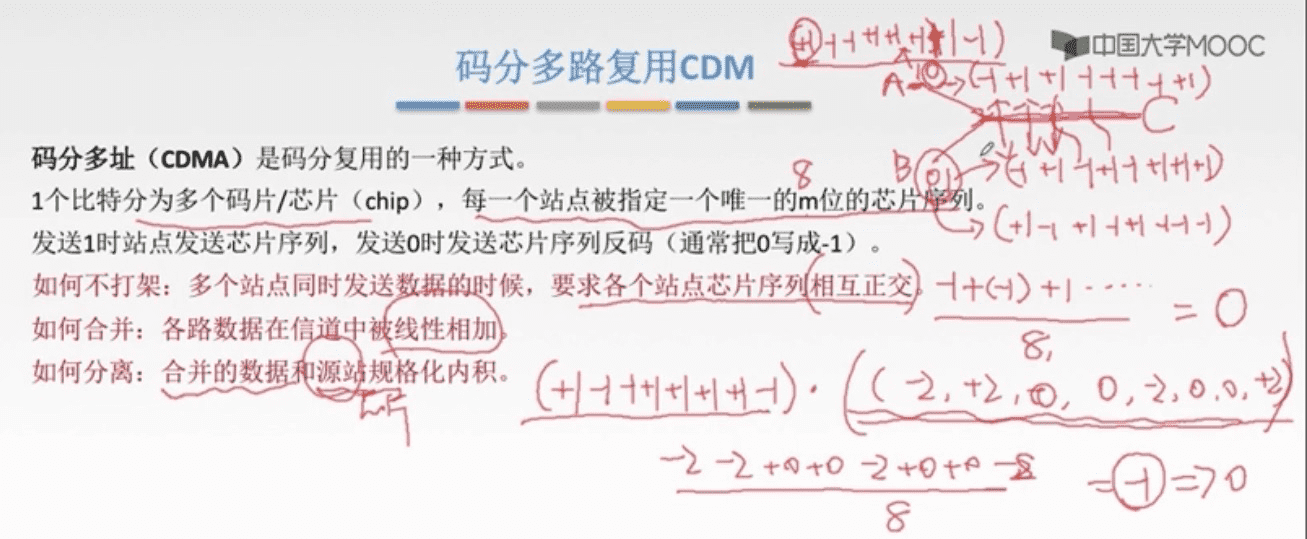 (+1 -1 -1 +1 +1 +1 +1 -1)
中国大学MOOC
码分多路复用CDM
A 0 → (-1 +1 +1 -1 -1 -1 -1 +1)
C
码分多址（CDMA）是码分复用的一种方式。
B 0 1 → (-1 +1 -1 +1 -1 +1 +1 +1)
8
1个比特分为多个码片/芯片（chip），每一个站点被指定一个唯一的m位的芯片序列。
→ (+1 -1 +1 -1 +1 -1 -1 -1)
发送1时站点发送芯片序列，发送0时发送芯片序列反码（通常把0写成-1）。
如何不打架：多个站点同时发送数据的时候，要求各个站点芯片序列相互正交。
-1+(-1)+1 ......
8
= 0
如何合并：各路数据在信道中被线性相加。
如何分离：合并的数据和源站规格化内积。
(+1 -1 -1 +1 +1 +1 +1 -1) · (-2, +2, 0, 0, -2, 0, 0, +2)
-2 -2 +0 +0 -2 +0 +0 -2
8
= -1 => 0